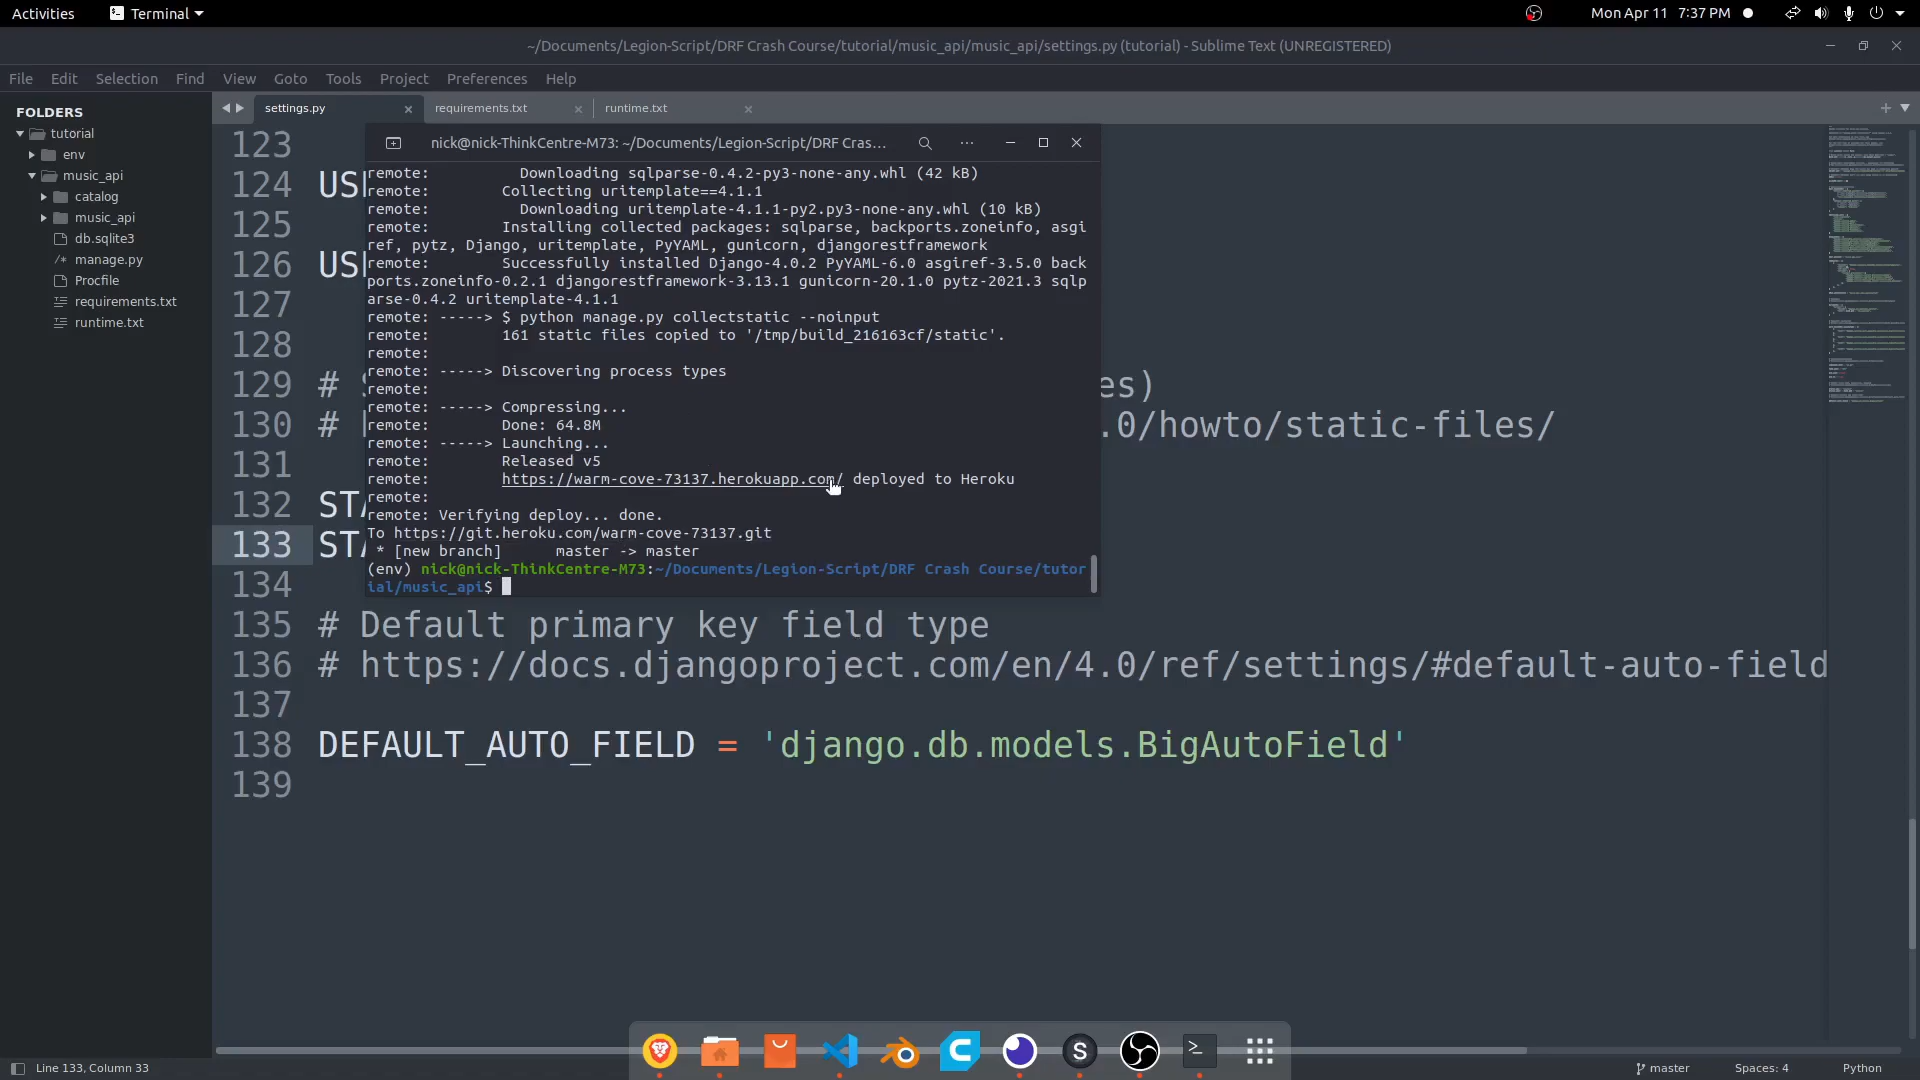 Activities
Terminal
Mon Apr 11 7:37 PM
~/Documents/Legion-Script/DRF Crash Course/tutorial/music_api/music_api/settings.py (tutorial) - Sublime Text (UNREGISTERED)
File Edit Selection Find View Goto Tools Project Preferences Help
FOLDERS
tutorial
env
music_api
catalog
music_api
db.sqlite3
/* manage.py
Procfile
requirements.txt
runtime.txt
settings.py
requirements.txt
runtime.txt
nick@nick-ThinkCentre-M73: ~/Documents/Legion-Script/DRF Cras...
remote:          Downloading sqlparse-0.4.2-py3-none-any.whl (42 kB)
remote:        Collecting uritemplate==4.1.1
remote:          Downloading uritemplate-4.1.1-py2.py3-none-any.whl (10 kB)
remote:        Installing collected packages: sqlparse, backports.zoneinfo, asgi
ref, pytz, Django, uritemplate, PyYAML, gunicorn, djangorestframework
remote:        Successfully installed Django-4.0.2 PyYAML-6.0 asgiref-3.5.0 back
ports.zoneinfo-0.2.1 djangorestframework-3.13.1 gunicorn-20.1.0 pytz-2021.3 sqlp
arse-0.4.2 uritemplate-4.1.1
remote: -----> $ python manage.py collectstatic --noinput
remote:        161 static files copied to '/tmp/build_216163cf/static'.
remote:
remote: -----> Discovering process types
remote:
remote: -----> Compressing...
remote:        Done: 64.8M
remote: -----> Launching...
remote:        Released v5
remote:        https://warm-cove-73137.herokuapp.com/ deployed to Heroku
remote:
remote: Verifying deploy... done.
To https://git.heroku.com/warm-cove-73137.git
 * [new branch]      master -> master
(env) nick@nick-ThinkCentre-M73:~/Documents/Legion-Script/DRF Crash Course/tutor
ial/music_api$
123
124 US
125
126 US
127
128
129 # S es)
130 # .0/howto/static-files/
131
132 STA
133 STA
134
135 # Default primary key field type
136 # https://docs.djangoproject.com/en/4.0/ref/settings/#default-auto-field
137
138 DEFAULT_AUTO_FIELD = 'django.db.models.BigAutoField'
139
Line 133, Column 33
master
Spaces: 4
Python